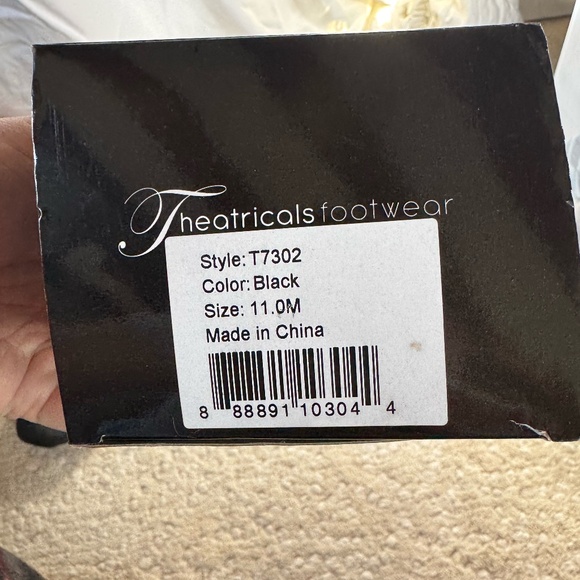 Theatricals footwear
Style: T7302
Color: Black
Size: 11.0M
Made in China
8 88891 10304 4